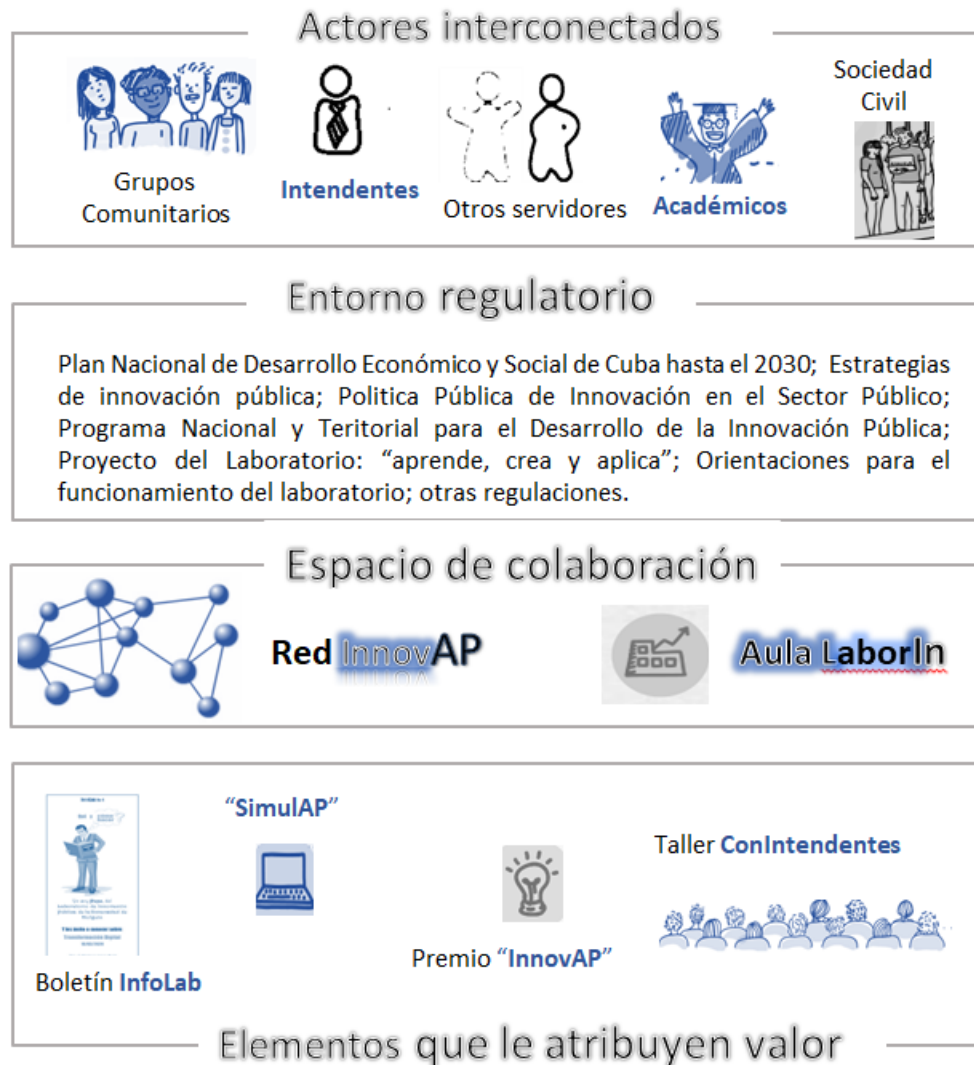 Actores interconectados
Sociedad
Civil
Grupos
Comunitarios
Intendentes
Otros servidores
Académicos
Entorno regulatorio
Plan Nacional de Desarrollo Económico y Social de Cuba hasta el 2030; Estrategias
de innovación pública; Politica Pública de Innovación en el Sector Público;
Programa Nacional y Teritorial para el Desarrollo de la Innovación Pública;
Proyecto del Laboratorio: “aprende, crea y aplica”; Orientaciones para el
funcionamiento del laboratorio; otras regulaciones.
Espacio de colaboración
Red InnovAP
Aula LaborIn
“SimulAP”
Taller ConIntendentes
Premio “InnovAP”
Boletín InfoLab
Elementos que le atribuyen valor